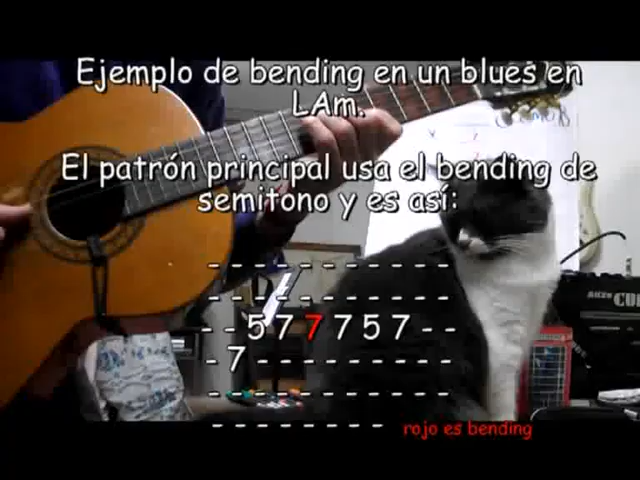 Ejemplo de bending en un blues en
LAm.
El patrón principal usa el bending de
semitono y es así:
- - - - - - - - - - -
- - - - - - - - - - -
- - 5 7 7 7 5 7 - -
- 7 - - - - - - - -
- - - - - - - - - - -
- - - - - - - - -
rojo es bending